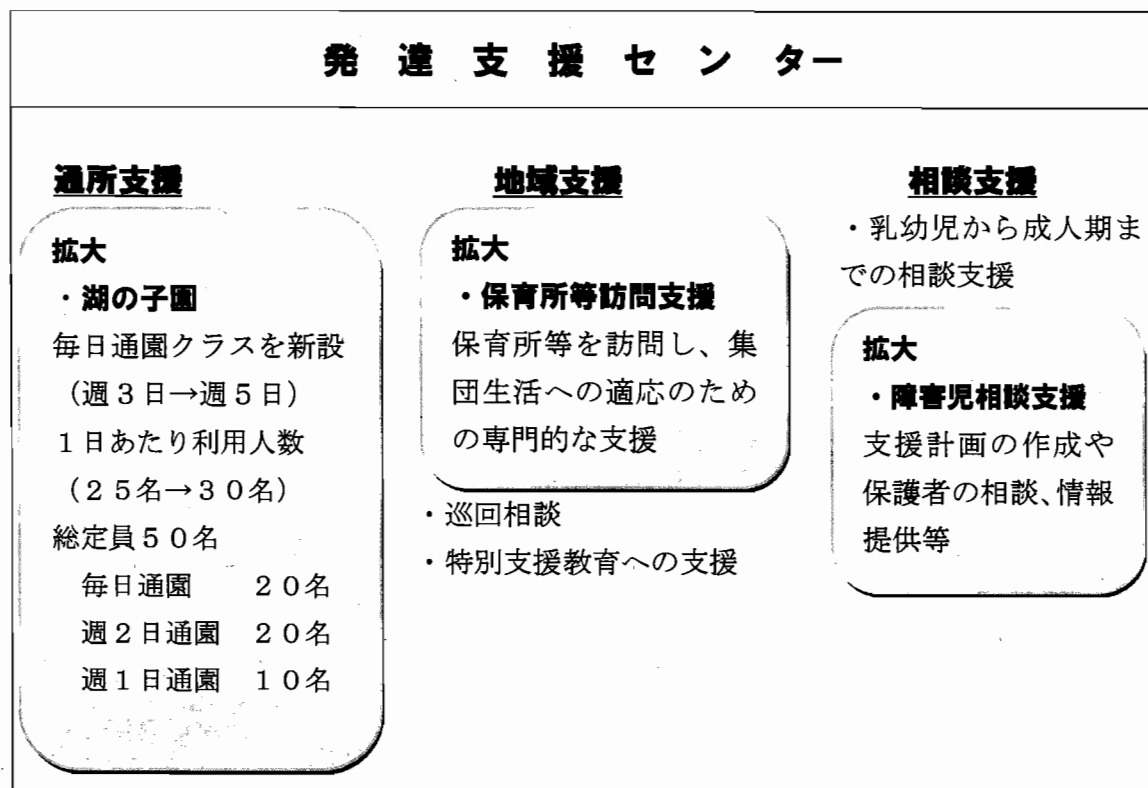 発達支援センター
通所支援
拡大
・湖の子園
毎日通園クラスを新設
（週３日→週５日）
１日あたり利用人数
（２５名→３０名）
総定員５０名
毎日通園　２０名
週２日通園　２０名
週１日通園　１０名
地域支援
拡大
・保育所等訪問支援
保育所等を訪問し、集
団生活への適応のため
の専門的な支援
・巡回相談
・特別支援教育への支援
相談支援
・乳幼児から成人期ま
での相談支援
拡大
・障害児相談支援
支援計画の作成や
保護者の相談、情報
提供等